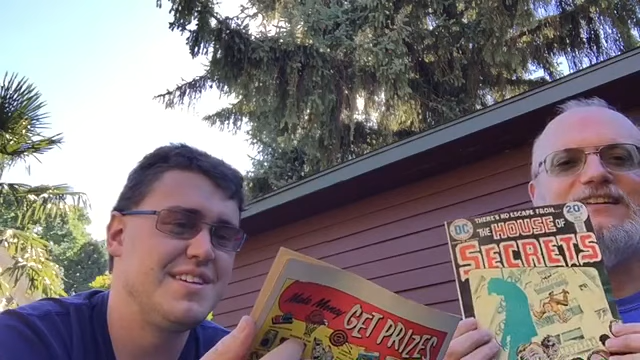 Make Money
GET PRIZES
THERE'S NO ESCAPE FROM...
DC
THE HOUSE OF
20¢
SECRETS